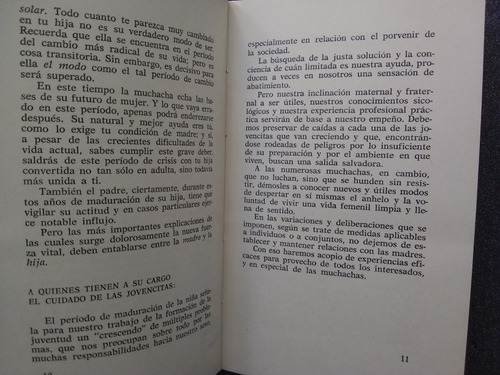 solar. Todo cuanto te parezca muy cambiado
en tu hija no es su verdadero modo de ser.
Recuerda que ella se encuentra en el período
del cambio más radical de su vida; pero es
cosa transitoria. Sin embargo, es decisivo para
ella el modo como el tal período de cambio
será superado.
En este tiempo la muchacha echa las ba-
ses de su futuro de mujer. Y lo que vaya erra-
do en este período, apenas podrá enderezarse
después. Su natural y mejor ayuda eres tú,
como lo exige tu condición de madre; y si,
a pesar de las crecientes dificultades de la
vida actual, sabes cumplir este grave deber,
saldrás de este período de crisis con tu hija
convertida no tan sólo en adulta, sino todavía
más unida a ti.
También el padre, ciertamente, durante es-
tos años de maduración de su hija, tiene que
vigilar su actitud y en casos particulares ejer-
ce notable influjo.
Pero las más importantes explicaciones de
las cuales surge dolorosamente la nueva fuer-
za vital, deben entablarse entre la madre y la
hija.
A QUIENES TIENEN A SU CARGO
EL CUIDADO DE LAS JOVENCITAS:
El período de maduración de la niña seña-
la para nuestro trabajo de la formación de la
juventud un "crescendo" de múltiples proble-
mas, que nos preocupan sobre todo por las
muchas responsabilidades hacia nuestro sexo,
10
especialmente en relación con el porvenir de
la sociedad.
La búsqueda de la justa solución y la con-
ciencia de cuán limitada es nuestra ayuda, pro-
ducen a veces en nosotros una sensación de
abatimiento.
Pero nuestra inclinación maternal y frater-
nal a ser útiles, nuestros conocimientos sico-
lógicos y nuestra experiencia profesional prác-
tica servirán de base a nuestro empeño. Debe-
mos preservar de caídas a cada una de las jo-
vencitas que van creciendo y que, encontrán-
dose rodeadas de peligros por lo insuficiente
de su preparación y por el ambiente en que
viven, buscan una salida salvadora.
A las numerosas muchachas, en cambio,
que no luchan, sino que se hunden sin resis-
tir, démosles a conocer nuevos y útiles modos
de despertar en sí mismas el anhelo y la vo-
luntad de vivir una vida femenil limpia y lle-
na de sentido.
En las variaciones y deliberaciones que se
imponen, según se trate de medidas aplicables
a individuos o a conjuntos, no dejemos de es-
tablecer y mantener relaciones con las madres.
Con eso haremos acopio de experiencias efi-
caces para provecho de todos los interesados,
y en especial de las muchachas.
11